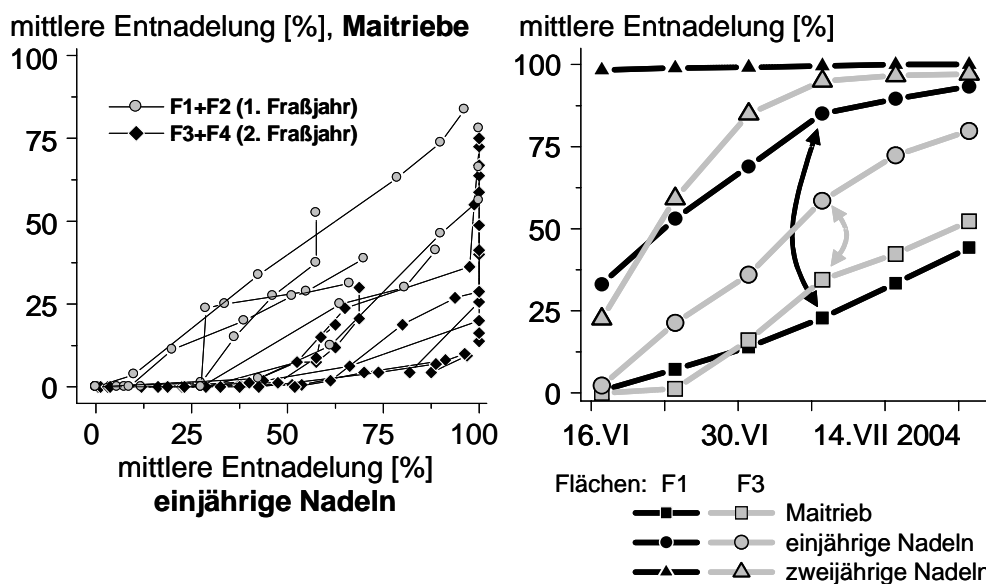 mittlere Entnadelung [%], Maitriebe
100
75
50
25
0
F1+F2 (1. Fraßjahr)
F3+F4 (2. Fraßjahr)
0 25 50 75 100
mittlere Entnadelung [%]
einjährige Nadeln
mittlere Entnadelung [%]
100
75
50
25
0
16.VI 30.VI 14.VII 2004
Flächen: F1 F3
Maitrieb
einjährige Nadeln
zweijährige Nadeln